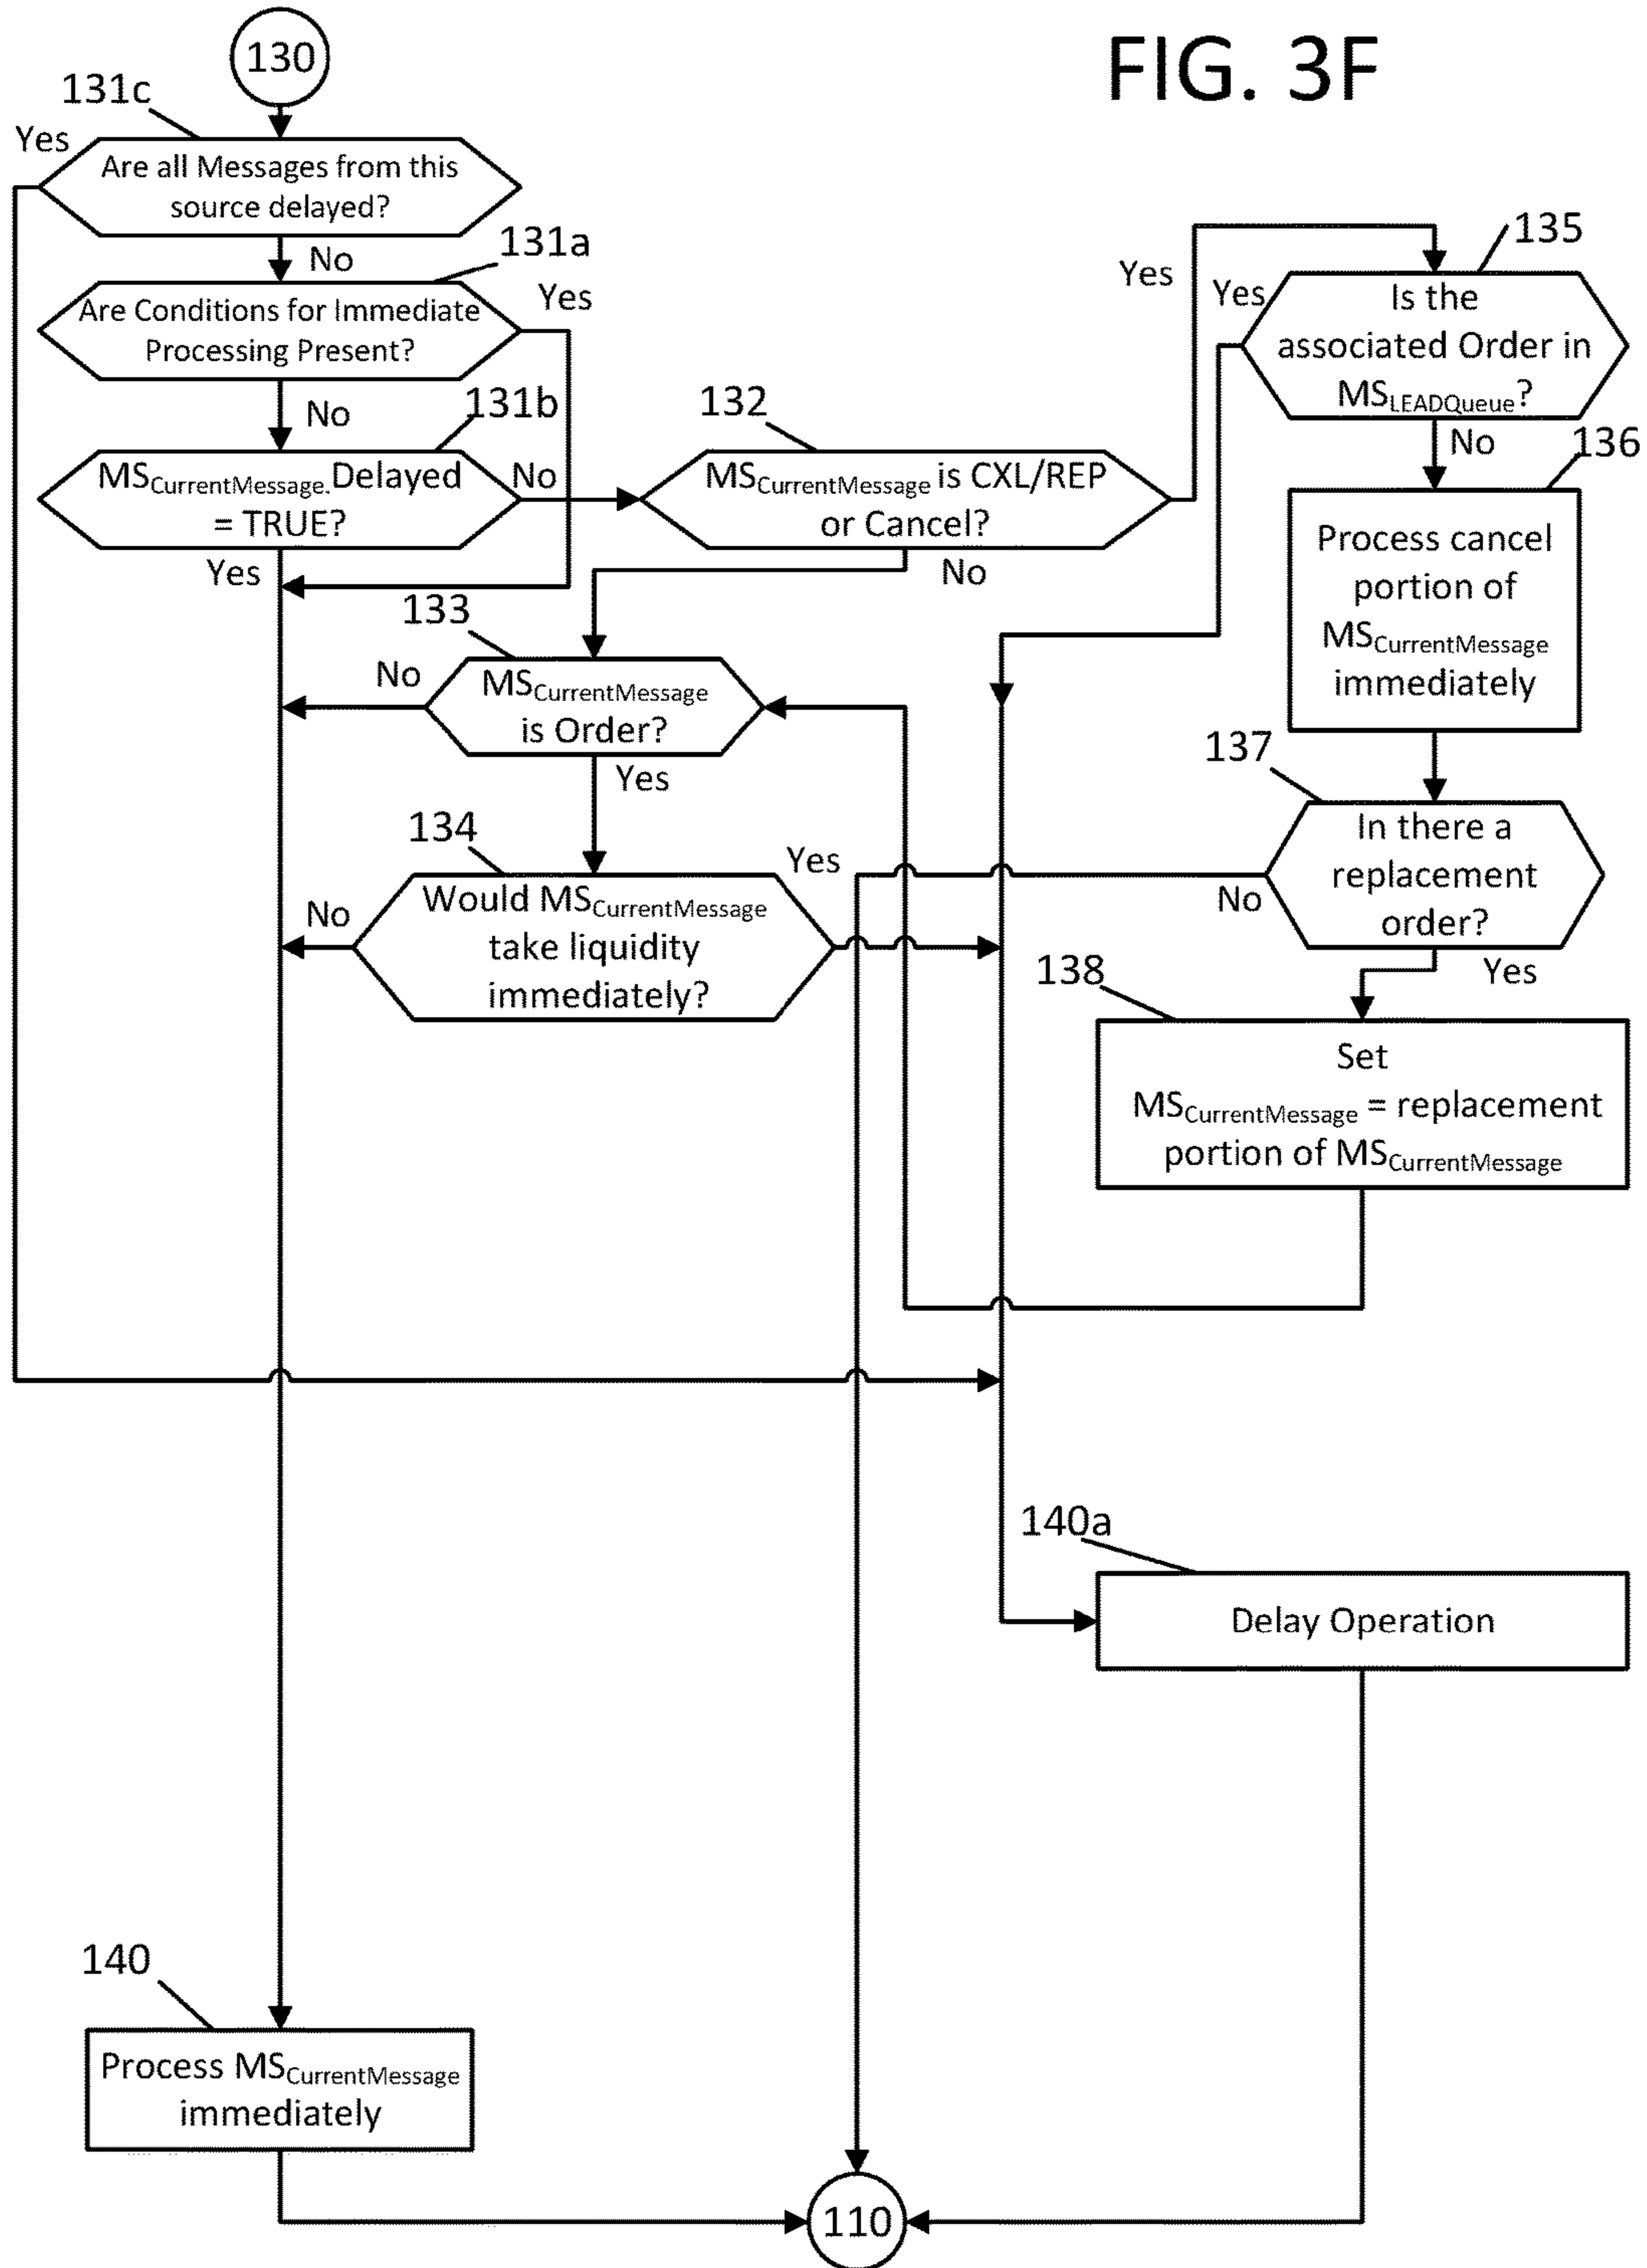 FIG. 3F
130
131c
Yes
Are all Messages from this
source delayed?
No
131a
Are Conditions for Immediate
Processing Present?
Yes
No
131b
MSCurrentMessage.Delayed
= TRUE?
No
Yes
132
MSCurrentMessage is CXL/REP
or Cancel?
Yes
No
133
MSCurrentMessage
is Order?
No
Yes
134
Would MSCurrentMessage
take liquidity
immediately?
No
Yes
135
Is the
associated Order in
MSLEADQueue?
Yes
No
136
Process cancel
portion of
MSCurrentMessage
immediately
137
In there a
replacement
order?
No
Yes
138
Set
MSCurrentMessage = replacement
portion of MSCurrentMessage
140a
Delay Operation
140
Process MSCurrentMessage
immediately
110